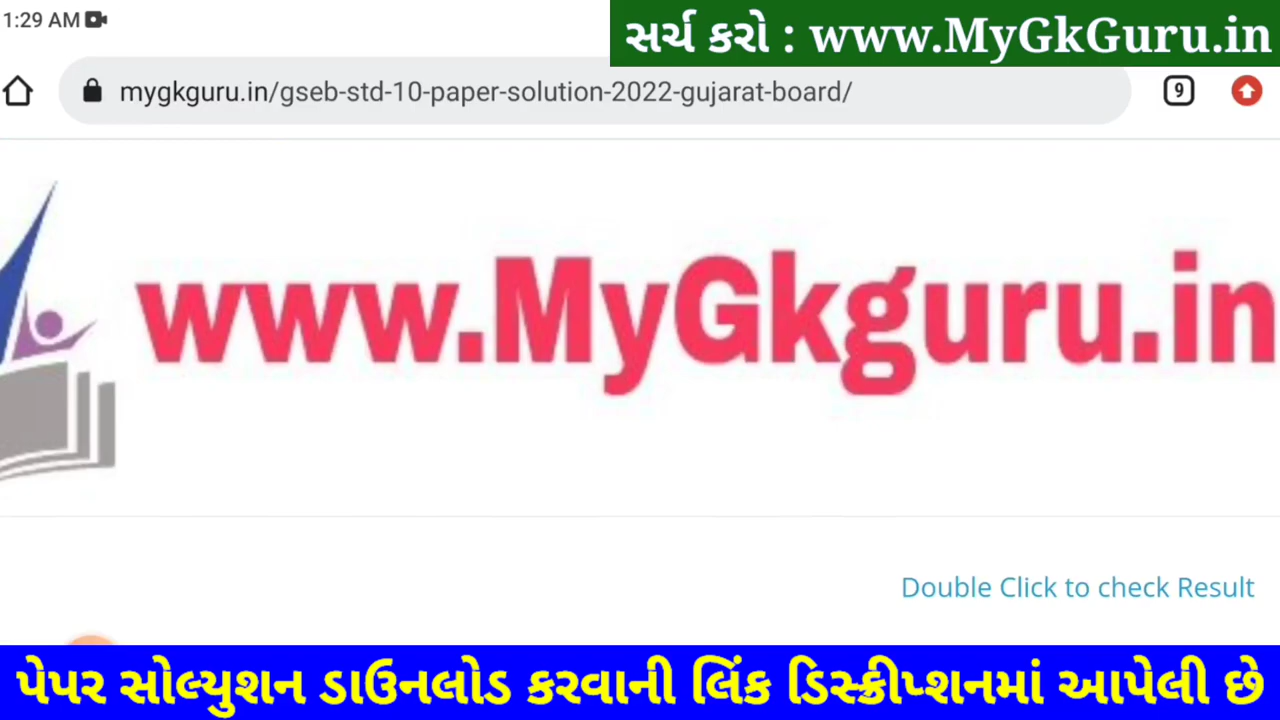 1:29 AM
સર્ચ કરો : www.MyGkGuru.in
mygkguru.in/gseb-std-10-paper-solution-2022-gujarat-board/
9
www.MyGkguru.in
Double Click to check Result
પેપર સોલ્યુશન ડાઉનલોડ કરવાની લિંક ડિસ્ક્રીપ્શનમાં આપેલી છે